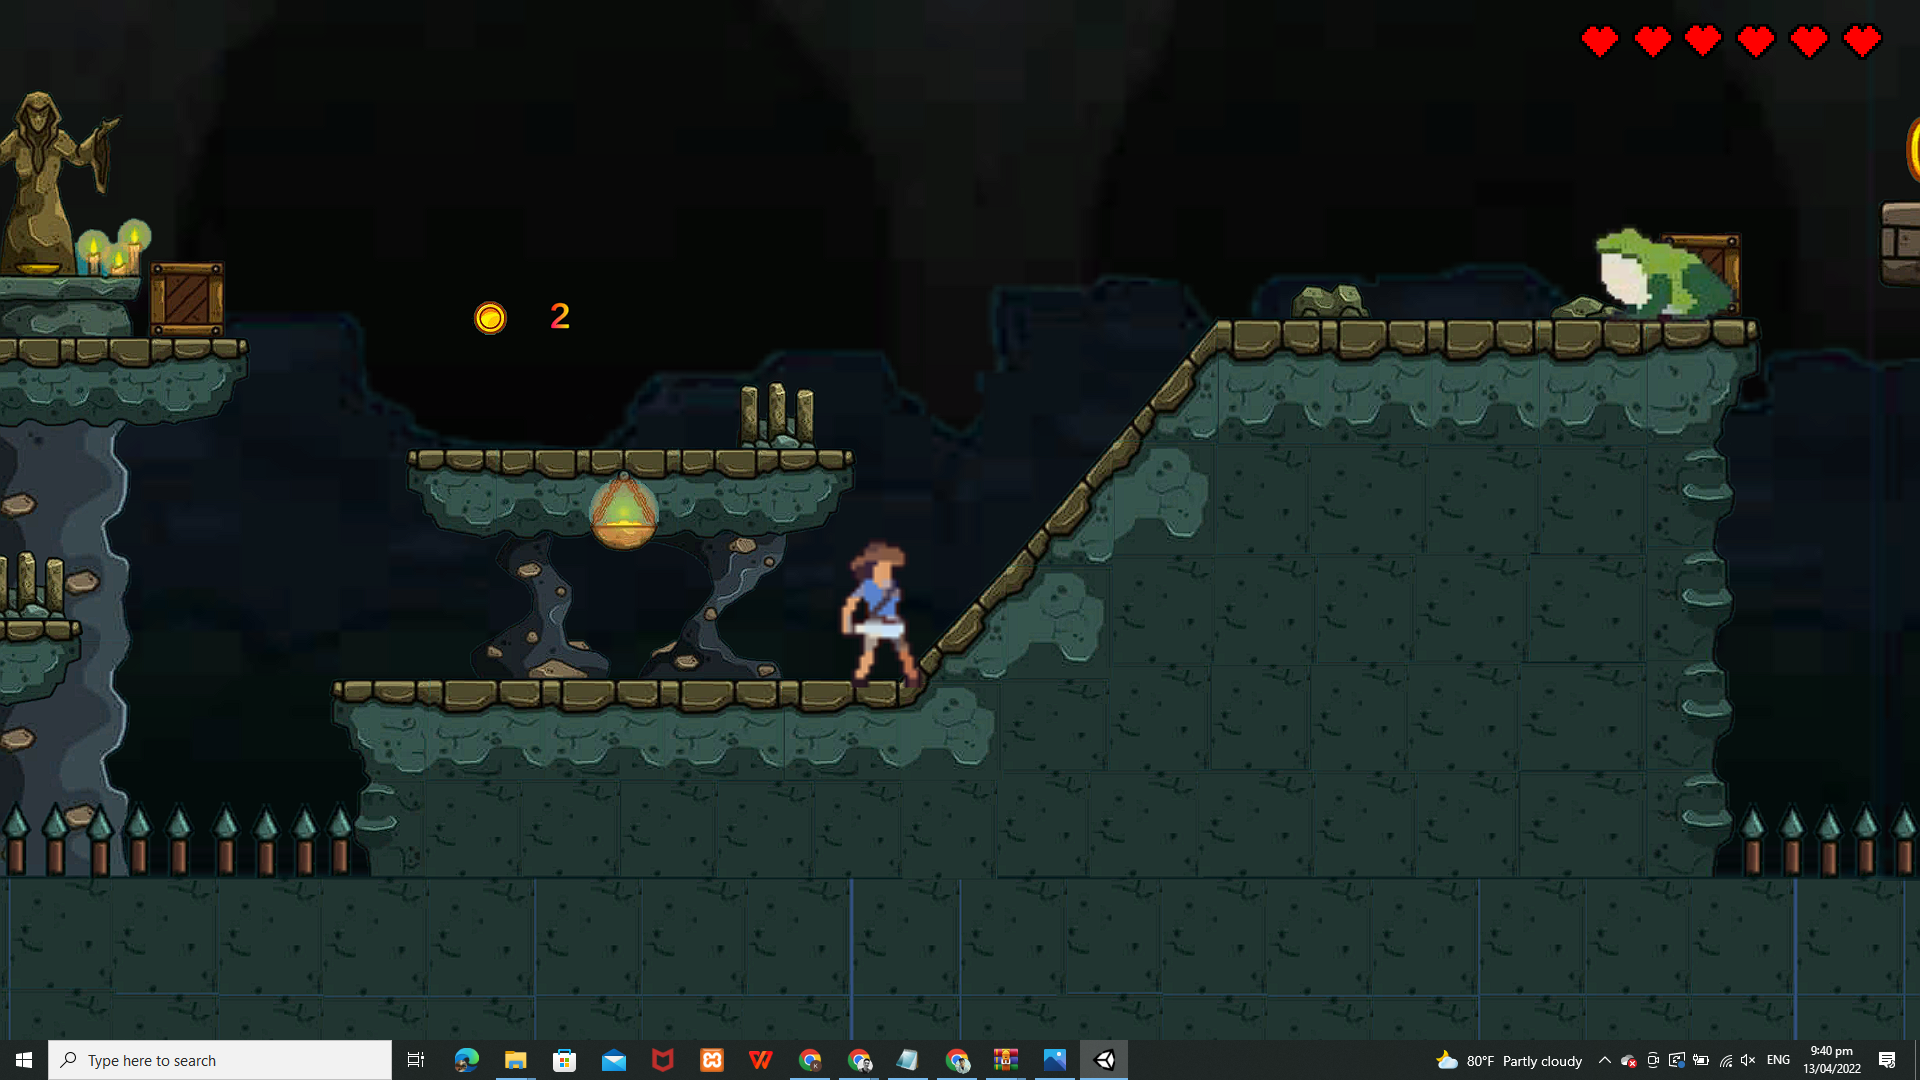 2
Type here to search
80°F Partly cloudy
ENG
9:40 pm
13/04/2022